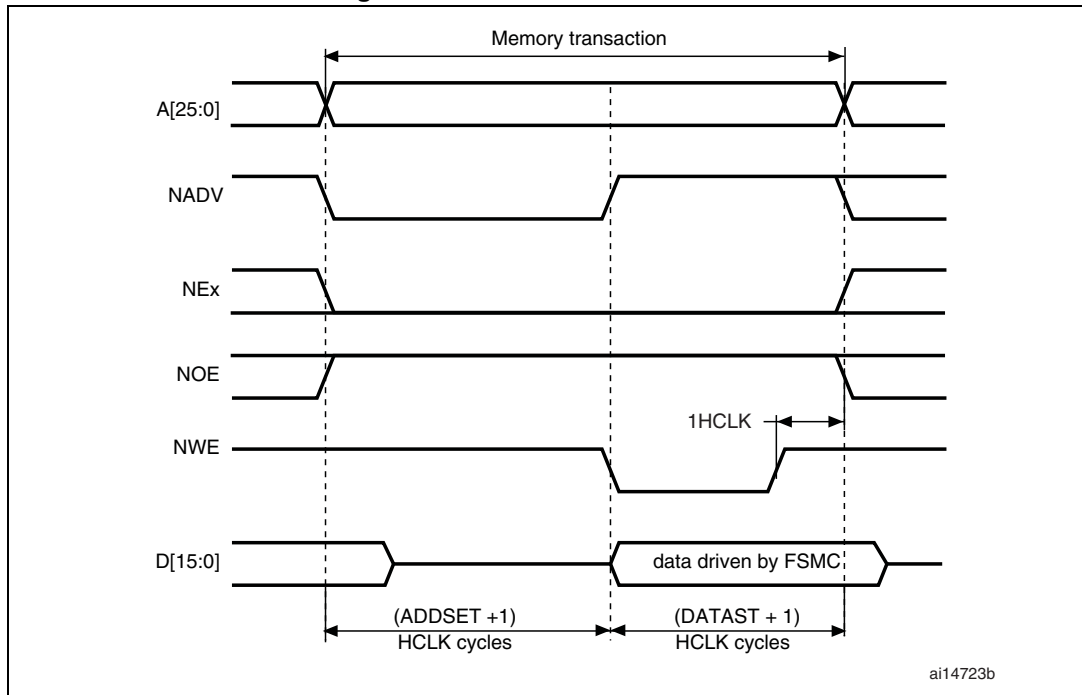 Memory transaction
A[25:0]
NADV
NEx
NOE
1HCLK
NWE
D[15:0]
data driven by FSMC
(ADDSET +1)
HCLK cycles
(DATAST + 1)
HCLK cycles
ai14723b